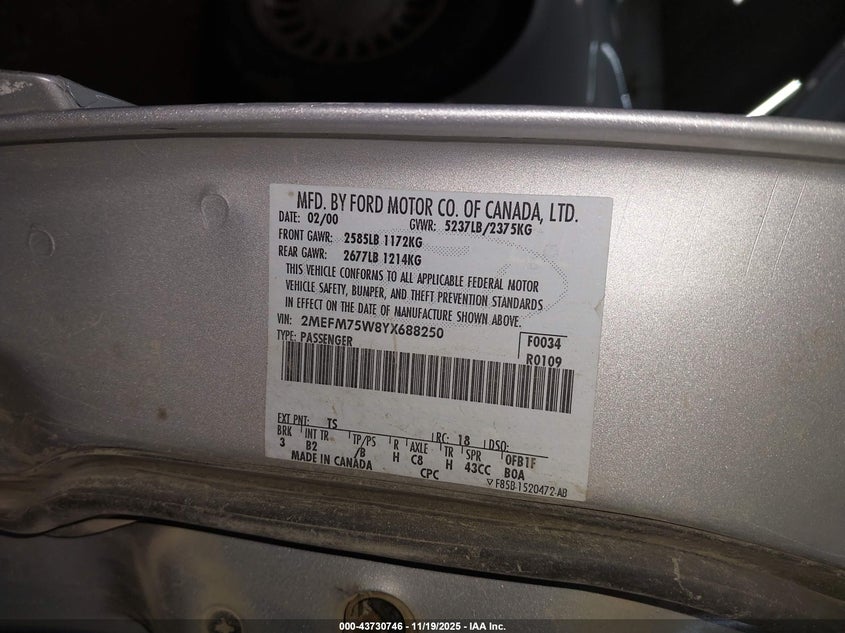 MFD. BY FORD MOTOR CO. OF CANADA, LTD.
DATE: 02/00 GVWR: 5237LB/2375KG
FRONT GAWR: 2585LB 1172KG
REAR GAWR: 2677LB 1214KG
THIS VEHICLE CONFORMS TO ALL APPLICABLE FEDERAL MOTOR
VEHICLE SAFETY, BUMPER, AND THEFT PREVENTION STANDARDS
IN EFFECT ON THE DATE OF MANUFACTURE SHOWN ABOVE.
VIN: 2MEFM75W8YX688250 F0034
TYPE: PASSENGER R0109
EXT PNT: TS RC: 18 DSO:
BRK INT TR TP/PS R AXLE TR SPR 0FB1F
3 B2 /B H C8 H 43CC B0A
MADE IN CANADA CPC ▽ F85B-1520472-AB
000-43730746 - 11/19/2025 - IAA Inc.